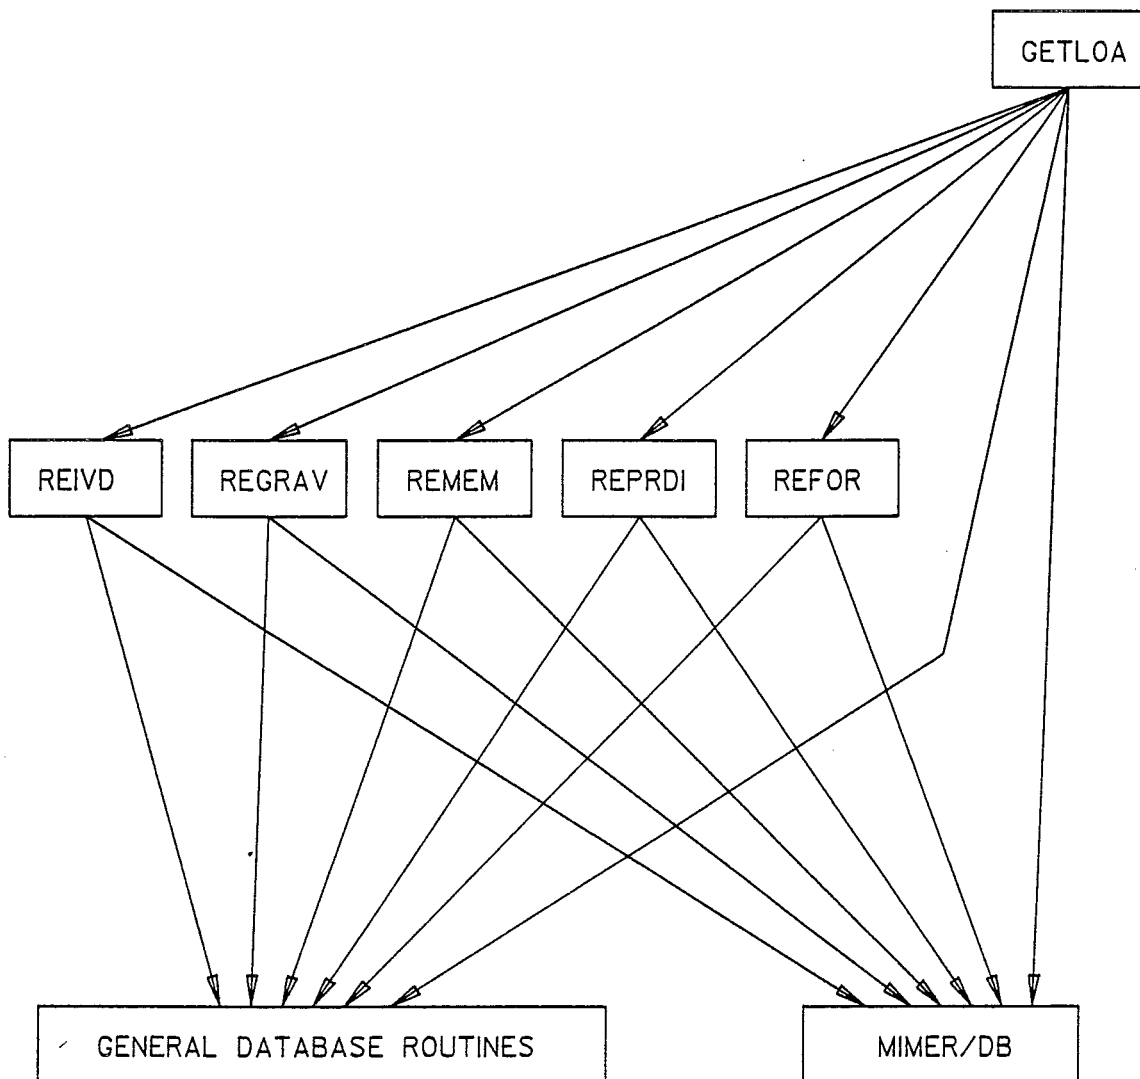 GETLOA
REIVD
REGRAV
REMEM
REPRDI
REFOR
GENERAL DATABASE ROUTINES
MIMER/DB